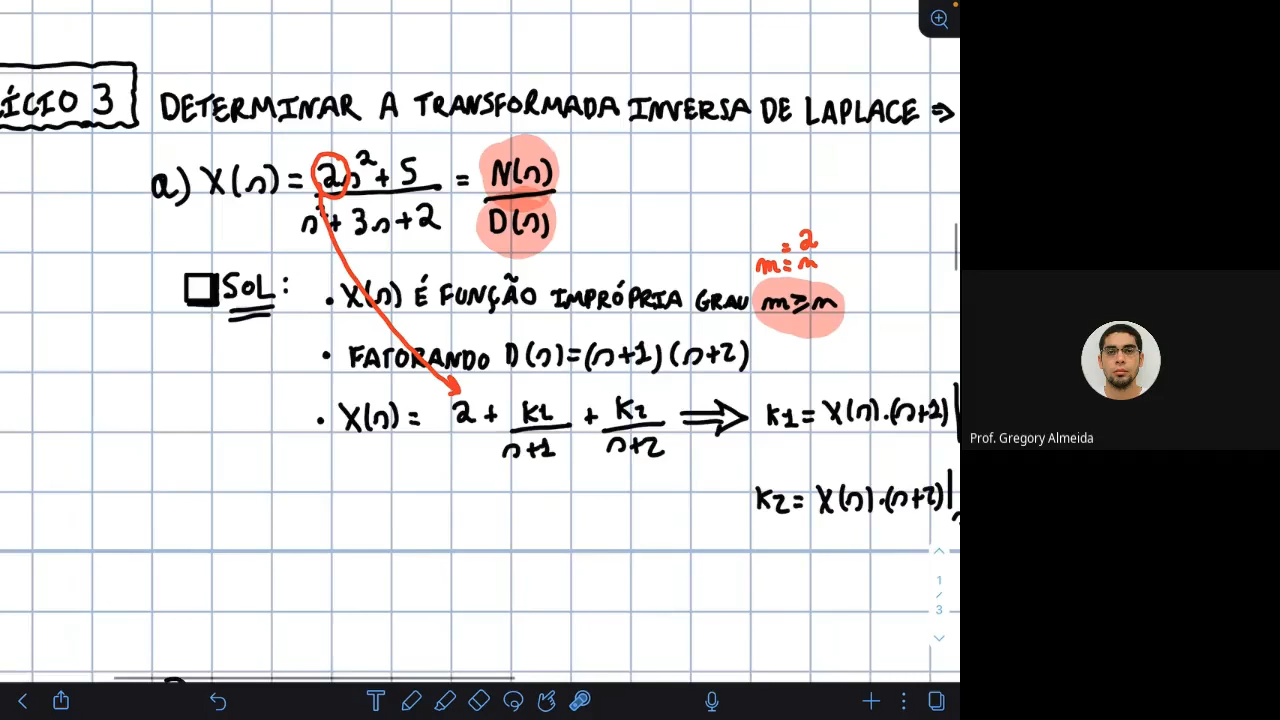 ÍCIO 3 DETERMINAR A TRANSFORMADA INVERSA DE LAPLACE ⇒
a) X(s) = 2s² + 5 / s² + 3s + 2 = N(s) / D(s)
= 2
m = n
SOL: • X(s) É FUNÇÃO IMPRÓPRIA GRAU m ≥ n
• FATORANDO D(s) = (s+1)(s+2)
• X(s) = 2 + K1 / s+1 + K2 / s+2 ⟹ K1 = X(s).(s+1)|
K2 = X(s).(s+2)|
Prof. Gregory Almeida
1
/
3
T